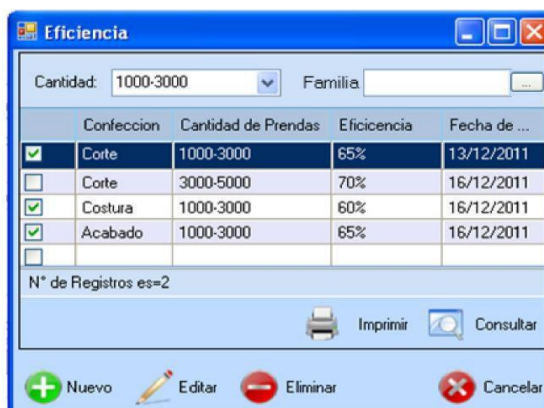 Eficiencia
Cantidad: 1000-3000 Familia ...
Confeccion Cantidad de Prendas Eficicencia Fecha de ...
Corte 1000-3000 65% 13/12/2011
Corte 3000-5000 70% 16/12/2011
Costura 1000-3000 60% 16/12/2011
Acabado 1000-3000 65% 16/12/2011
N° de Registros es=2
Imprimir Consultar
Nuevo Editar Eliminar Cancelar